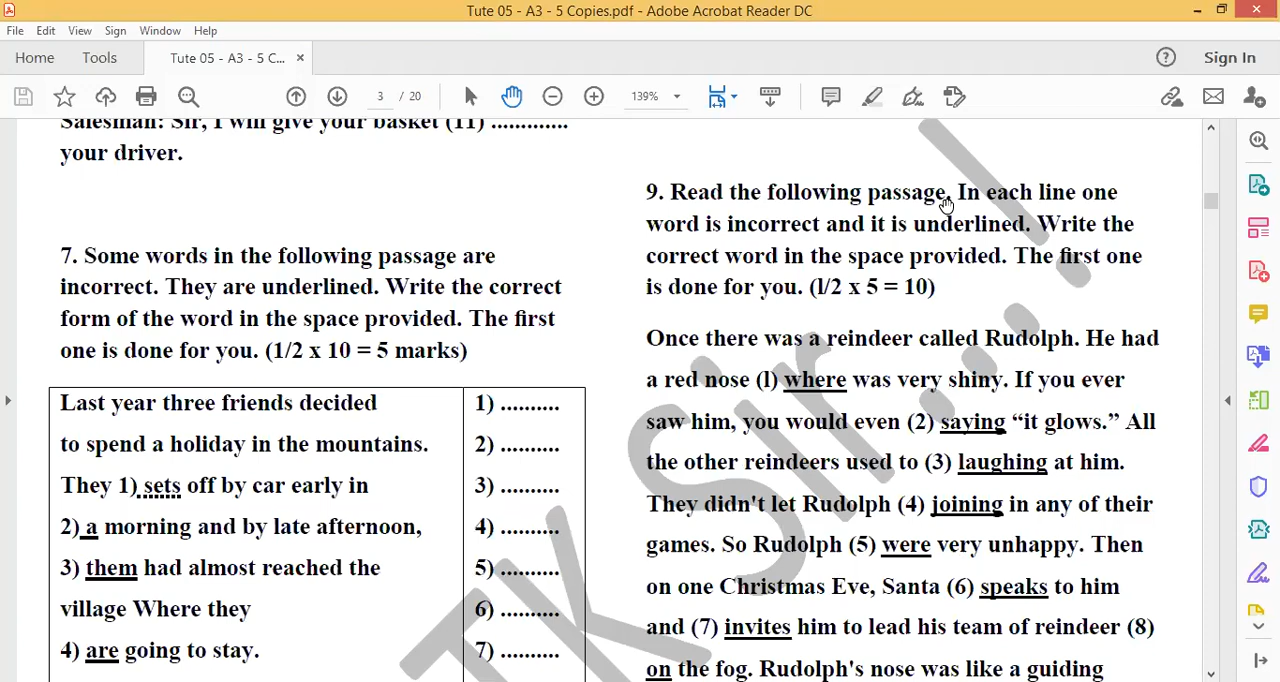 Tute 05 - A3 - 5 Copies.pdf - Adobe Acrobat Reader DC
File Edit View Sign Window Help
Home Tools Tute 05 - A3 - 5 C... × Sign In
3 / 20 139%
Salesman: Sir, I will give your basket (11) .............
your driver.
7. Some words in the following passage are
incorrect. They are underlined. Write the correct
form of the word in the space provided. The first
one is done for you. (1/2 x 10 = 5 marks)
Last year three friends decided
to spend a holiday in the mountains.
They 1) sets off by car early in
2) a morning and by late afternoon,
3) them had almost reached the
village Where they
4) are going to stay.
1) ..........
2) ..........
3) ..........
4) ..........
5) ..........
6) ..........
7) ..........
9. Read the following passage. In each line one
word is incorrect and it is underlined. Write the
correct word in the space provided. The first one
is done for you. (l/2 x 5 = 10)
Once there was a reindeer called Rudolph. He had
a red nose (l) where was very shiny. If you ever
saw him, you would even (2) saying “it glows.” All
the other reindeers used to (3) laughing at him.
They didn't let Rudolph (4) joining in any of their
games. So Rudolph (5) were very unhappy. Then
on one Christmas Eve, Santa (6) speaks to him
and (7) invites him to lead his team of reindeer (8)
on the fog. Rudolph's nose was like a guiding
TK Sir...!